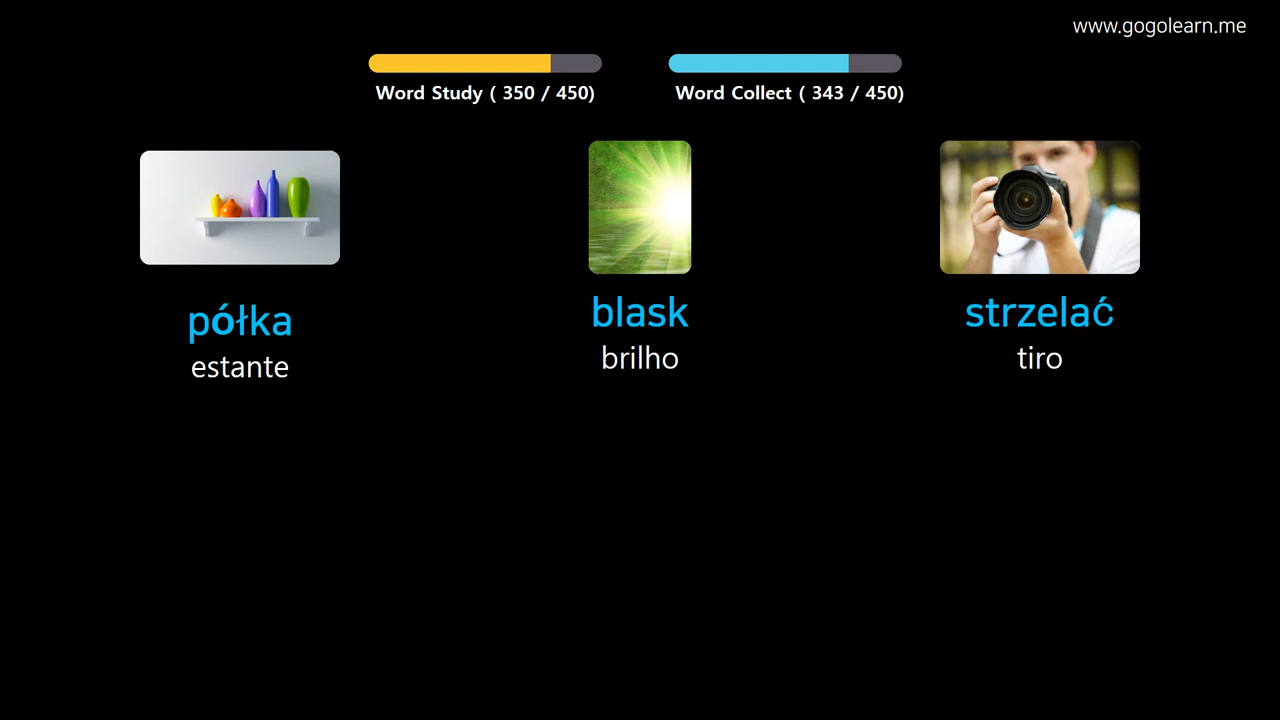 www.gogolearn.me
Word Study ( 350 / 450)
Word Collect ( 343 / 450)
półka
estante
blask
brilho
strzelać
tiro